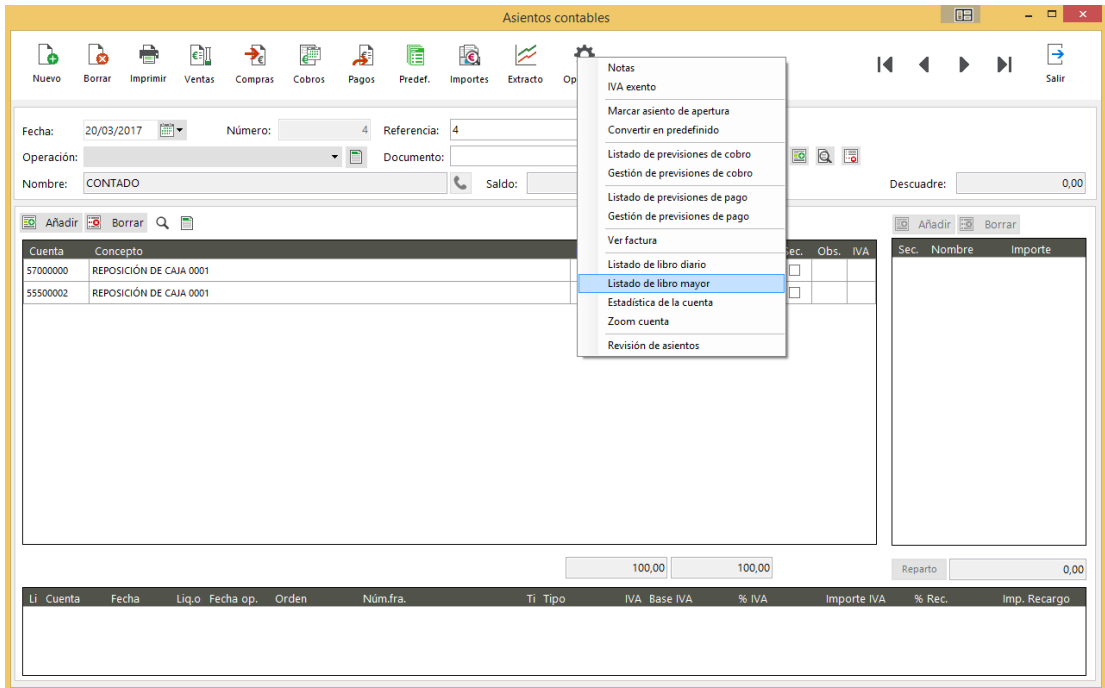 Asientos contables
Nuevo Borrar Imprimir Ventas Compras Cobros Pagos Predef. Importes Extracto Op Salir
Notas
IVA exento
Marcar asiento de apertura
Convertir en predefinido
Listado de previsiones de cobro
Gestión de previsiones de cobro
Listado de previsiones de pago
Gestión de previsiones de pago
Ver factura
Listado de libro diario
Listado de libro mayor
Estadística de la cuenta
Zoom cuenta
Revisión de asientos
Fecha: 20/03/2017 Número: 4 Referencia: 4
Operación: Documento:
Nombre: CONTADO Saldo: Descuadre: 0,00
Añadir Borrar Añadir Borrar
Cuenta Concepto Sec. Obs. IVA Sec. Nombre Importe
57000000 REPOSICIÓN DE CAJA 0001
55500002 REPOSICIÓN DE CAJA 0001
100,00 100,00 Reparto 0,00
Li Cuenta Fecha Liq.o Fecha op. Orden Núm.fra. Ti Tipo IVA Base IVA % IVA Importe IVA % Rec. Imp. Recargo